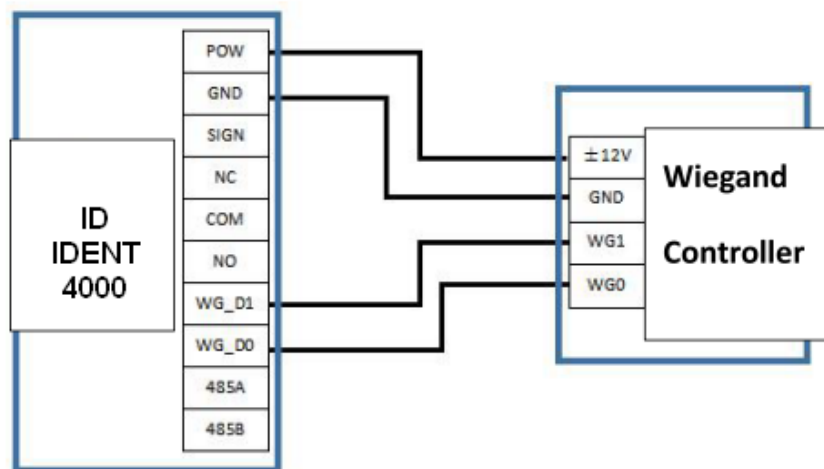 POW
GND
SIGN
NC
COM
NO
WG_D1
WG_D0
485A
485B
ID
IDENT
4000
±12V
GND
WG1
WG0
Wiegand
Controller